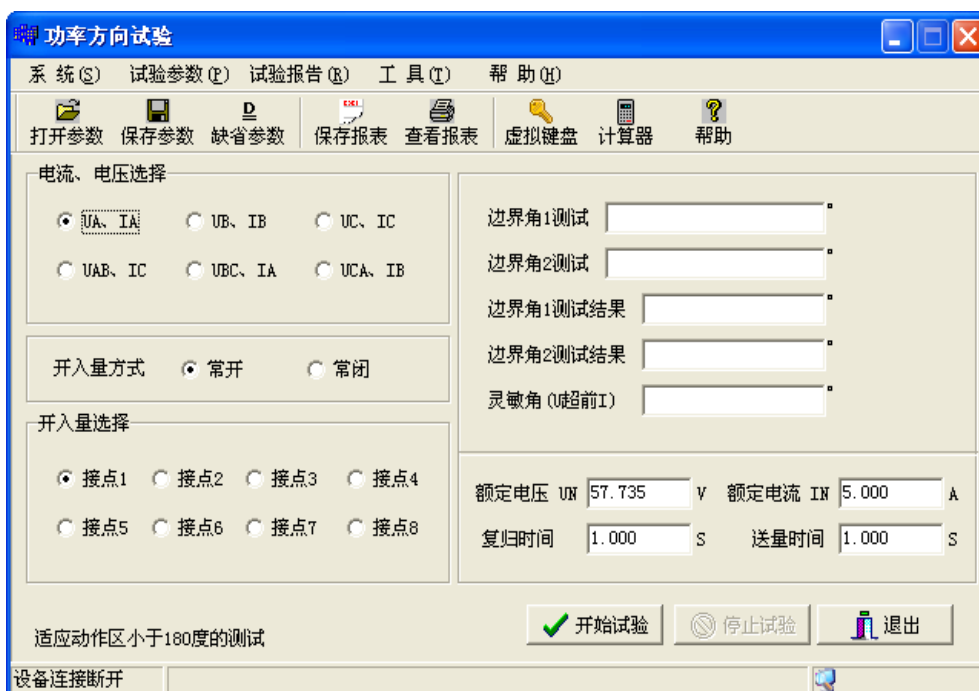 功率方向试验
系 统(S) 试验参数(P) 试验报告(R) 工 具(T) 帮 助(H)
打开参数 保存参数 缺省参数 保存报表 查看报表 虚拟键盘 计算器 帮助
电流、电压选择
UA、IA UB、IB UC、IC
UAB、IC UBC、IA UCA、IB
开入量方式 常开 常闭
开入量选择
接点1 接点2 接点3 接点4
接点5 接点6 接点7 接点8
边界角1测试 °
边界角2测试 °
边界角1测试结果 °
边界角2测试结果 °
灵敏角(U超前I) °
额定电压 UN 57.735 V 额定电流 IN 5.000 A
复归时间 1.000 S 送量时间 1.000 S
适应动作区小于180度的测试
开始试验 停止试验 退出
设备连接断开